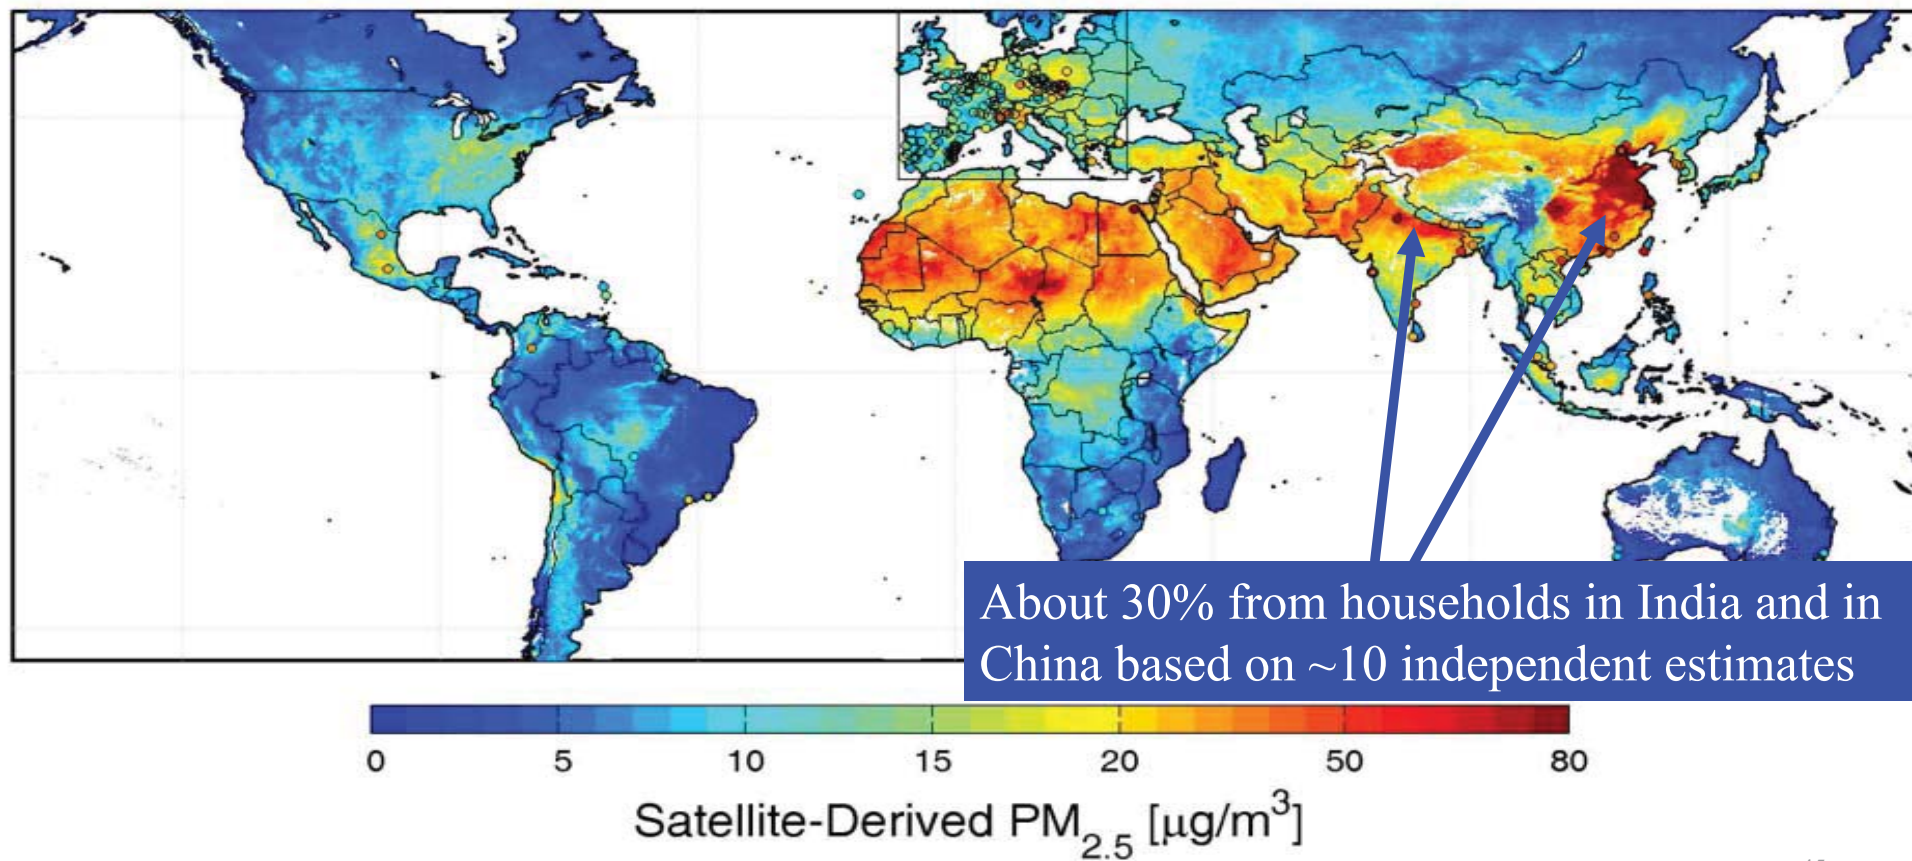 About 30% from households in India and in
China based on ~10 independent estimates
0 5 10 15 20 50 80
Satellite-Derived PM2.5 [μg/m3]